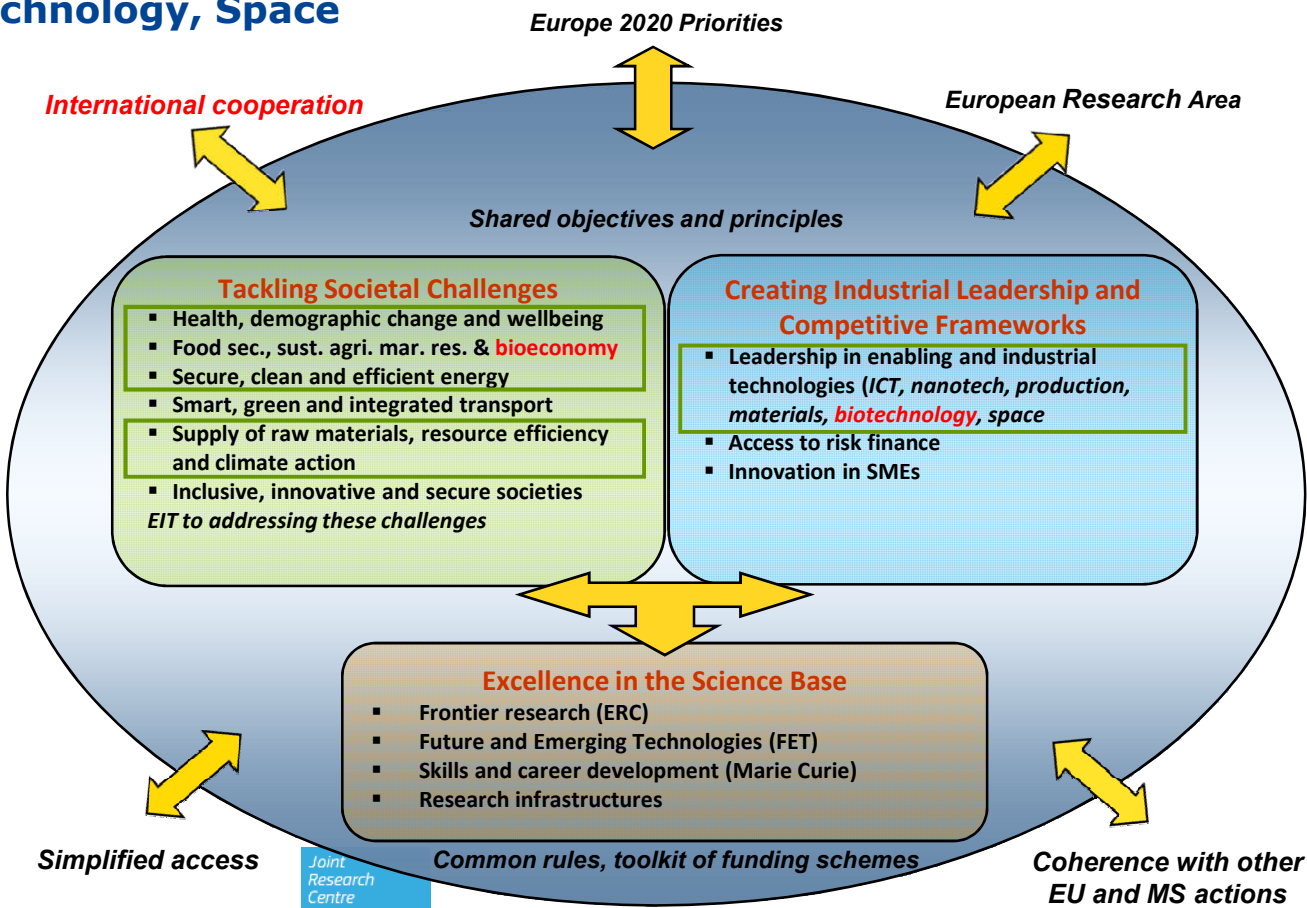 chnology, Space
Europe 2020 Priorities
International cooperation
European Research Area
Shared objectives and principles
Tackling Societal Challenges
▪ Health, demographic change and wellbeing
▪ Food sec., sust. agri. mar. res. & bioeconomy
▪ Secure, clean and efficient energy
▪ Smart, green and integrated transport
▪ Supply of raw materials, resource efficiency
and climate action
▪ Inclusive, innovative and secure societies
EIT to addressing these challenges
Creating Industrial Leadership and
Competitive Frameworks
▪ Leadership in enabling and industrial
technologies (ICT, nanotech, production,
materials, biotechnology, space
▪ Access to risk finance
▪ Innovation in SMEs
Excellence in the Science Base
▪ Frontier research (ERC)
▪ Future and Emerging Technologies (FET)
▪ Skills and career development (Marie Curie)
▪ Research infrastructures
Simplified access
Joint
Research
Centre
Common rules, toolkit of funding schemes
Coherence with other
EU and MS actions